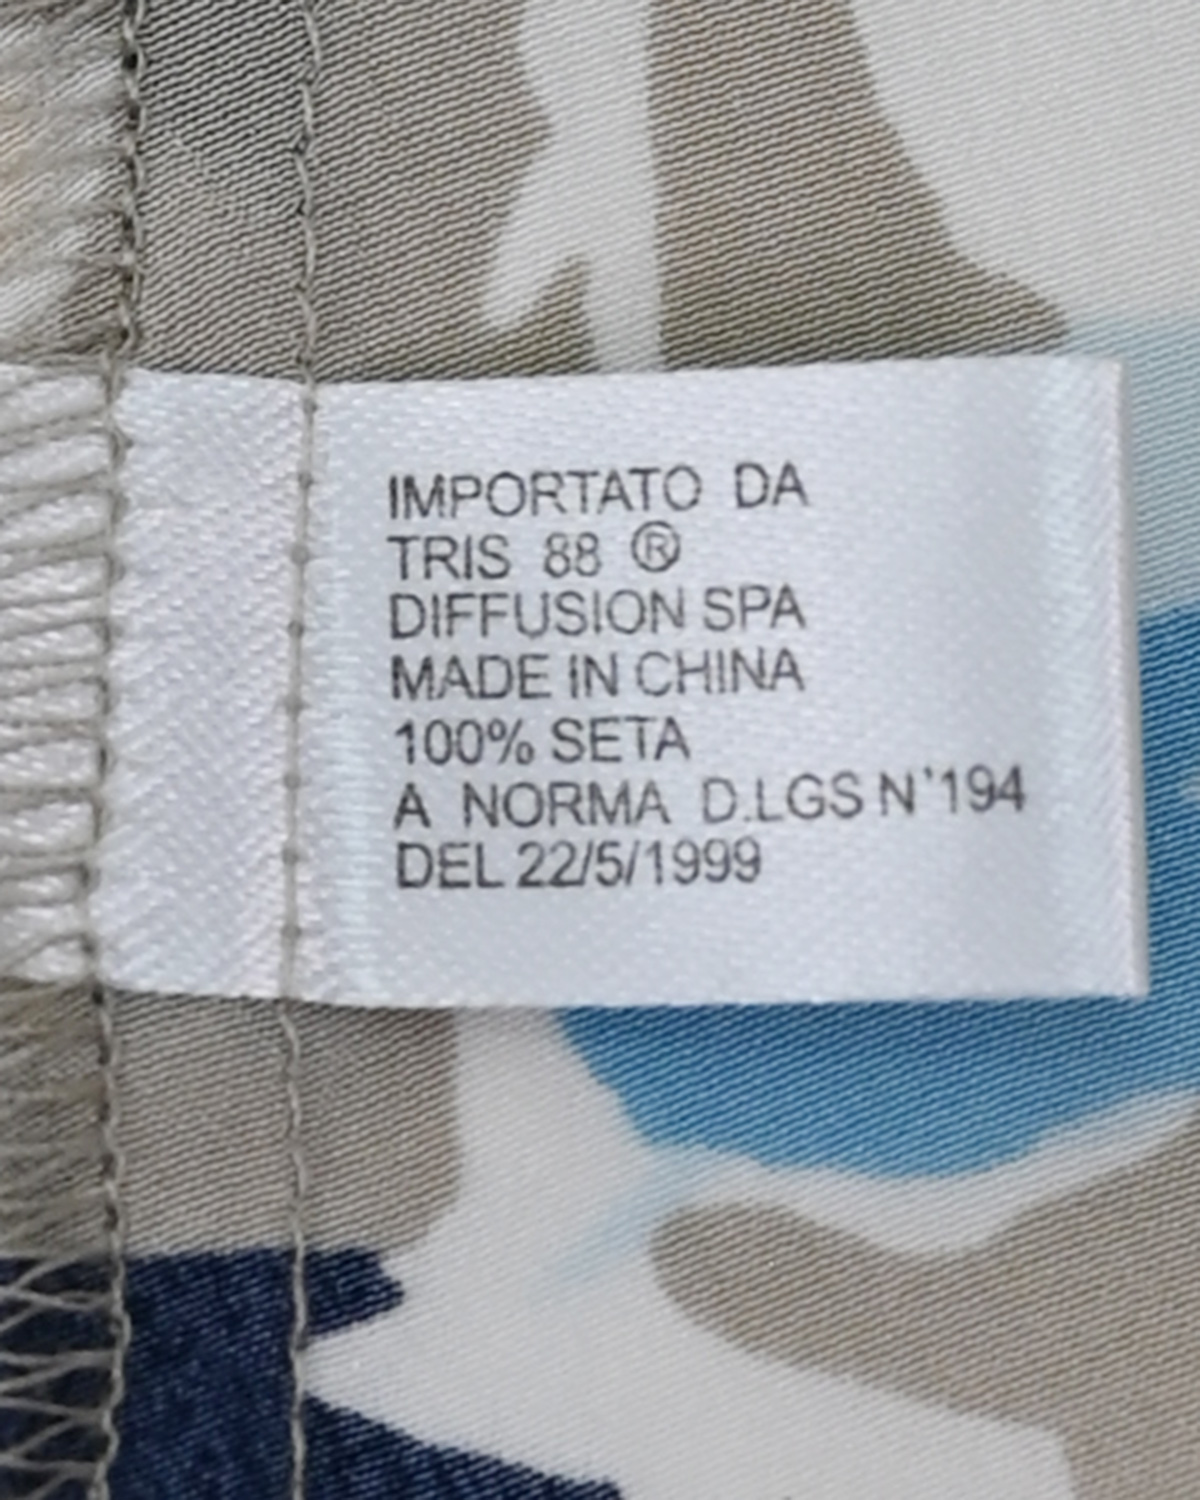 IMPORTATO DA
TRIS 88 ®
DIFFUSION SPA
MADE IN CHINA
100% SETA
A NORMA D.LGS N'194
DEL 22/5/1999